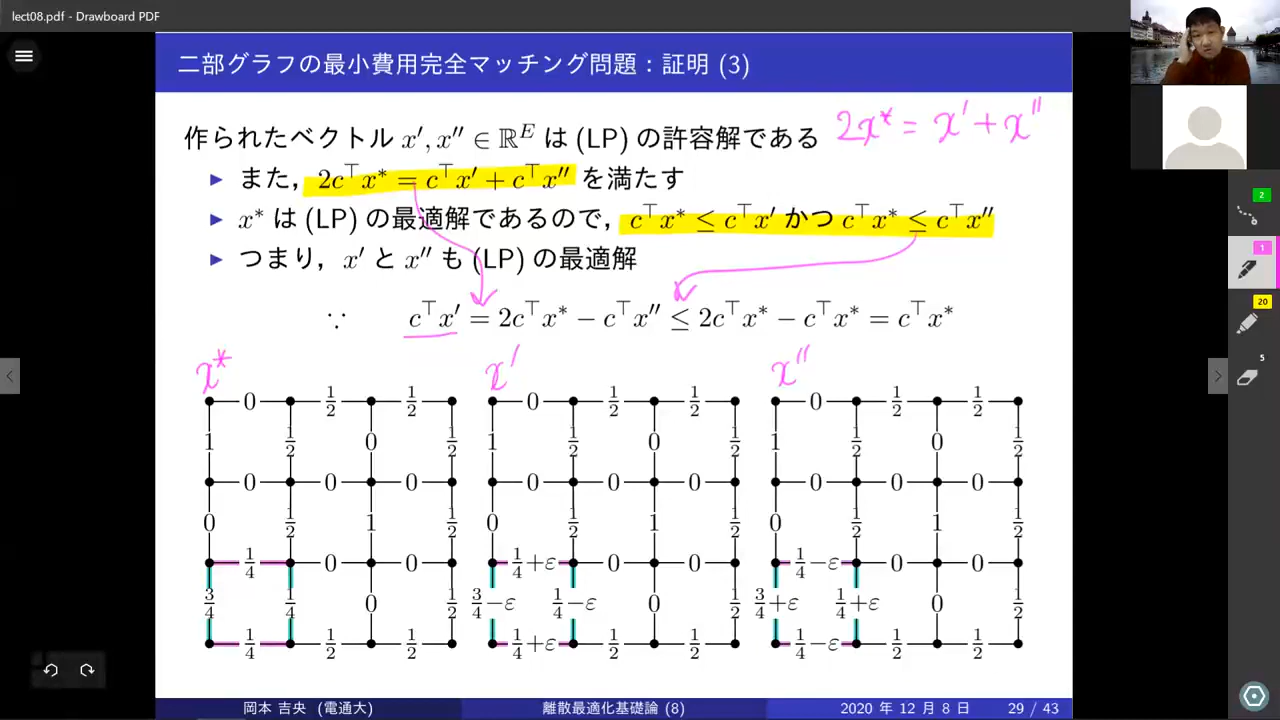 lect08.pdf - Drawboard PDF
二部グラフの最小費用完全マッチング問題：証明 (3)
作られたベクトル x′, x″ ∈ ℝ^E は (LP) の許容解である
2x* = x′ + x″
▶ また，2c^⊤x* = c^⊤x′ + c^⊤x″ を満たす
▶ x* は (LP) の最適解であるので，c^⊤x* ≤ c^⊤x′ かつ c^⊤x* ≤ c^⊤x″
▶ つまり，x′ と x″ も (LP) の最適解
∵ c^⊤x′ = 2c^⊤x* − c^⊤x″ ≤ 2c^⊤x* − c^⊤x* = c^⊤x*
x* x′ x″
0 1/2 1/2 0 1/2 1/2 0 1/2 1/2
1 1/2 0 1/2 1 1/2 0 1/2 1 1/2 0 1/2
0 0 0 0 0 0 0 0 0
0 1/2 1 1/2 0 1/2 1 1/2 0 1/2 1 1/2
1/4 0 0 1/4+ε 0 0 1/4−ε 0 0
3/4 1/4 0 1/2 3/4−ε 1/4−ε 0 1/2 3/4+ε 1/4+ε 0 1/2
1/4 1/2 1/2 1/4+ε 1/2 1/2 1/4−ε 1/2 1/2
岡本 吉央 (電通大) 離散最適化基礎論 (8) 2020 年 12 月 8 日 29 / 43
2
1
20
5